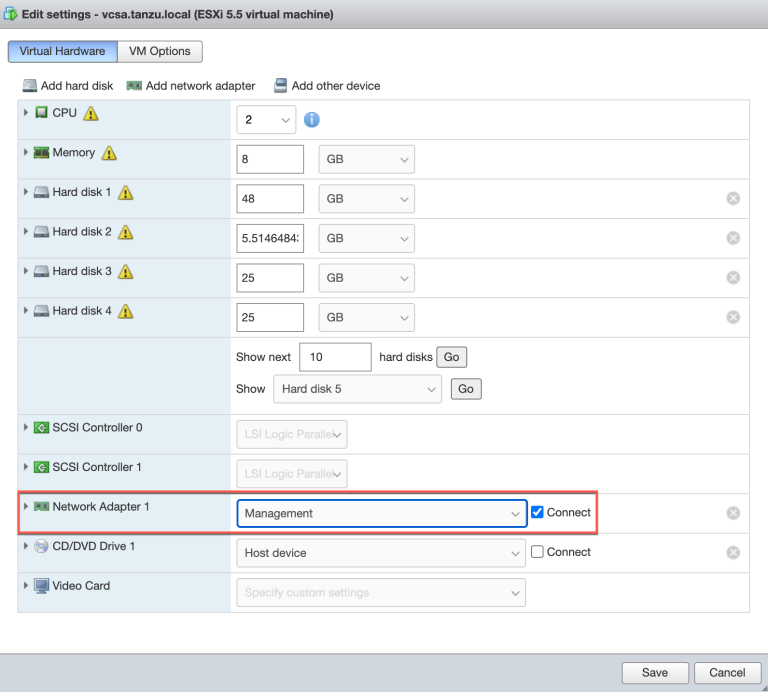 Edit settings - vcsa.tanzu.local (ESXi 5.5 virtual machine)
Virtual Hardware VM Options
Add hard disk Add network adapter Add other device
CPU 2
Memory 8 GB
Hard disk 1 48 GB
Hard disk 2 5.5146484 GB
Hard disk 3 25 GB
Hard disk 4 25 GB
Show next 10 hard disks Go
Show Hard disk 5 Go
SCSI Controller 0 LSI Logic Parallel
SCSI Controller 1 LSI Logic Parallel
Network Adapter 1 Management Connect
CD/DVD Drive 1 Host device Connect
Video Card Specify custom settings
Save Cancel